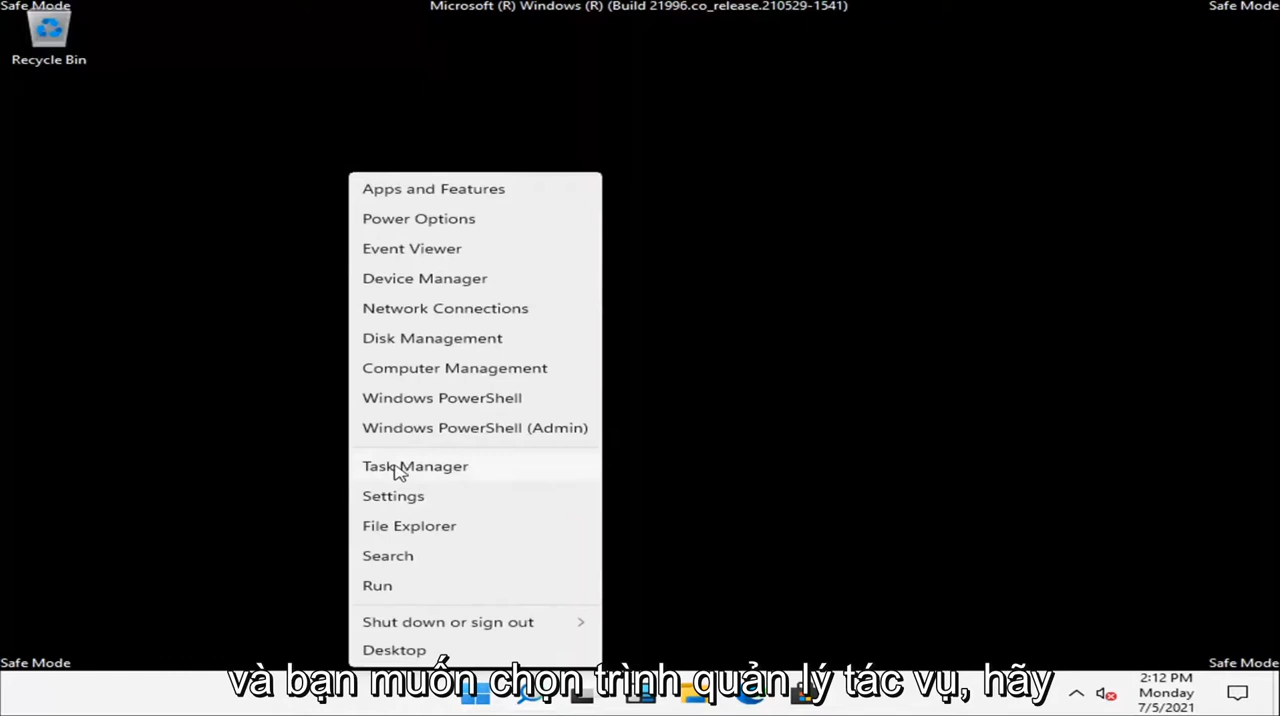 Safe Mode
Microsoft (R) Windows (R) (Build 21996.co_release.210529-1541)
Safe Mode
Recycle Bin
Apps and Features
Power Options
Event Viewer
Device Manager
Network Connections
Disk Management
Computer Management
Windows PowerShell
Windows PowerShell (Admin)
Task Manager
Settings
File Explorer
Search
Run
Shut down or sign out
Desktop
Safe Mode
Safe Mode
và bạn muốn chọn trình quản lý tác vụ, hãy
2:12 PM
Monday
7/5/2021